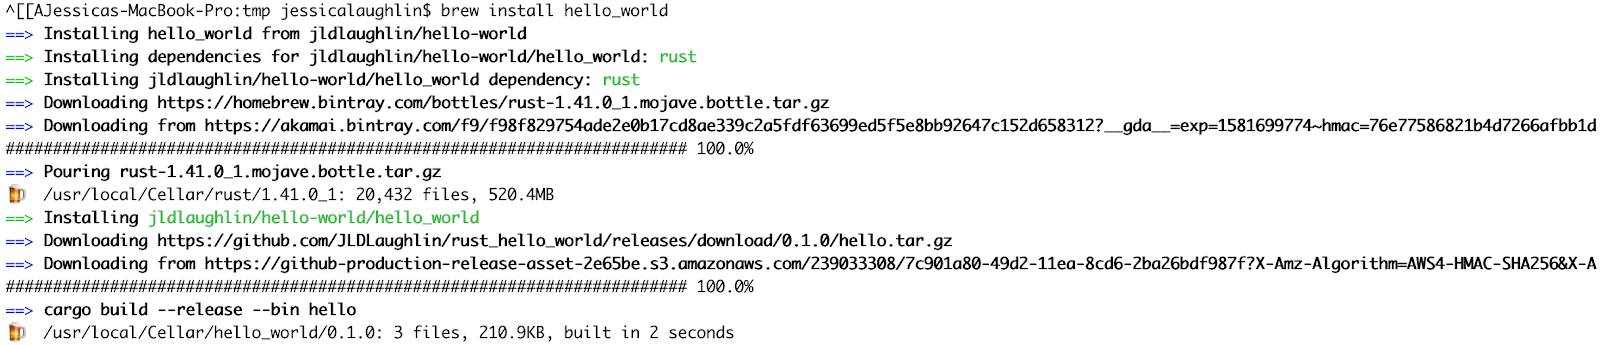 ^[[AJessicas-MacBook-Pro:tmp jessicalaughlin$ brew install hello_world
==> Installing hello_world from jldlaughlin/hello-world
==> Installing dependencies for jldlaughlin/hello-world/hello_world: rust
==> Installing jldlaughlin/hello-world/hello_world dependency: rust
==> Downloading https://homebrew.bintray.com/bottles/rust-1.41.0_1.mojave.bottle.tar.gz
==> Downloading from https://akamai.bintray.com/f9/f98f829754ade2e0b17cd8ae339c2a5fdf63699ed5f5e8bb92647c152d658312?__gda__=exp=1581699774~hmac=76e77586821b4d7266afbb1d
######################################################################## 100.0%
==> Pouring rust-1.41.0_1.mojave.bottle.tar.gz
🍺  /usr/local/Cellar/rust/1.41.0_1: 20,432 files, 520.4MB
==> Installing jldlaughlin/hello-world/hello_world
==> Downloading https://github.com/JLDLaughlin/rust_hello_world/releases/download/0.1.0/hello.tar.gz
==> Downloading from https://github-production-release-asset-2e65be.s3.amazonaws.com/239033308/7c901a80-49d2-11ea-8cd6-2ba26bdf987f?X-Amz-Algorithm=AWS4-HMAC-SHA256&X-A
######################################################################## 100.0%
==> cargo build --release --bin hello
🍺  /usr/local/Cellar/hello_world/0.1.0: 3 files, 210.9KB, built in 2 seconds